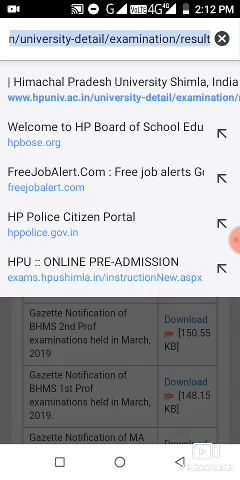 4G 2:12 PM
n/university-detail/examination/result
| Himachal Pradesh University Shimla, India
www.hpuniv.ac.in/university-detail/examination/r
Welcome to HP Board of School Edu
hpbose.org
FreeJobAlert.Com : Free job alerts Go
freejobalert.com
HP Police Citizen Portal
hppolice.gov.in
HPU :: ONLINE PRE-ADMISSION
exams.hpushimla.in/instructionNew.aspx
Gazette Notification of BHMS 2nd Prof examinations held in March, 2019
Download [150.55 KB]
Gazette Notification of BHMS 1st Prof examinations held in March, 2019.
Download [148.15 KB]
Gazette Notification of MA
Download